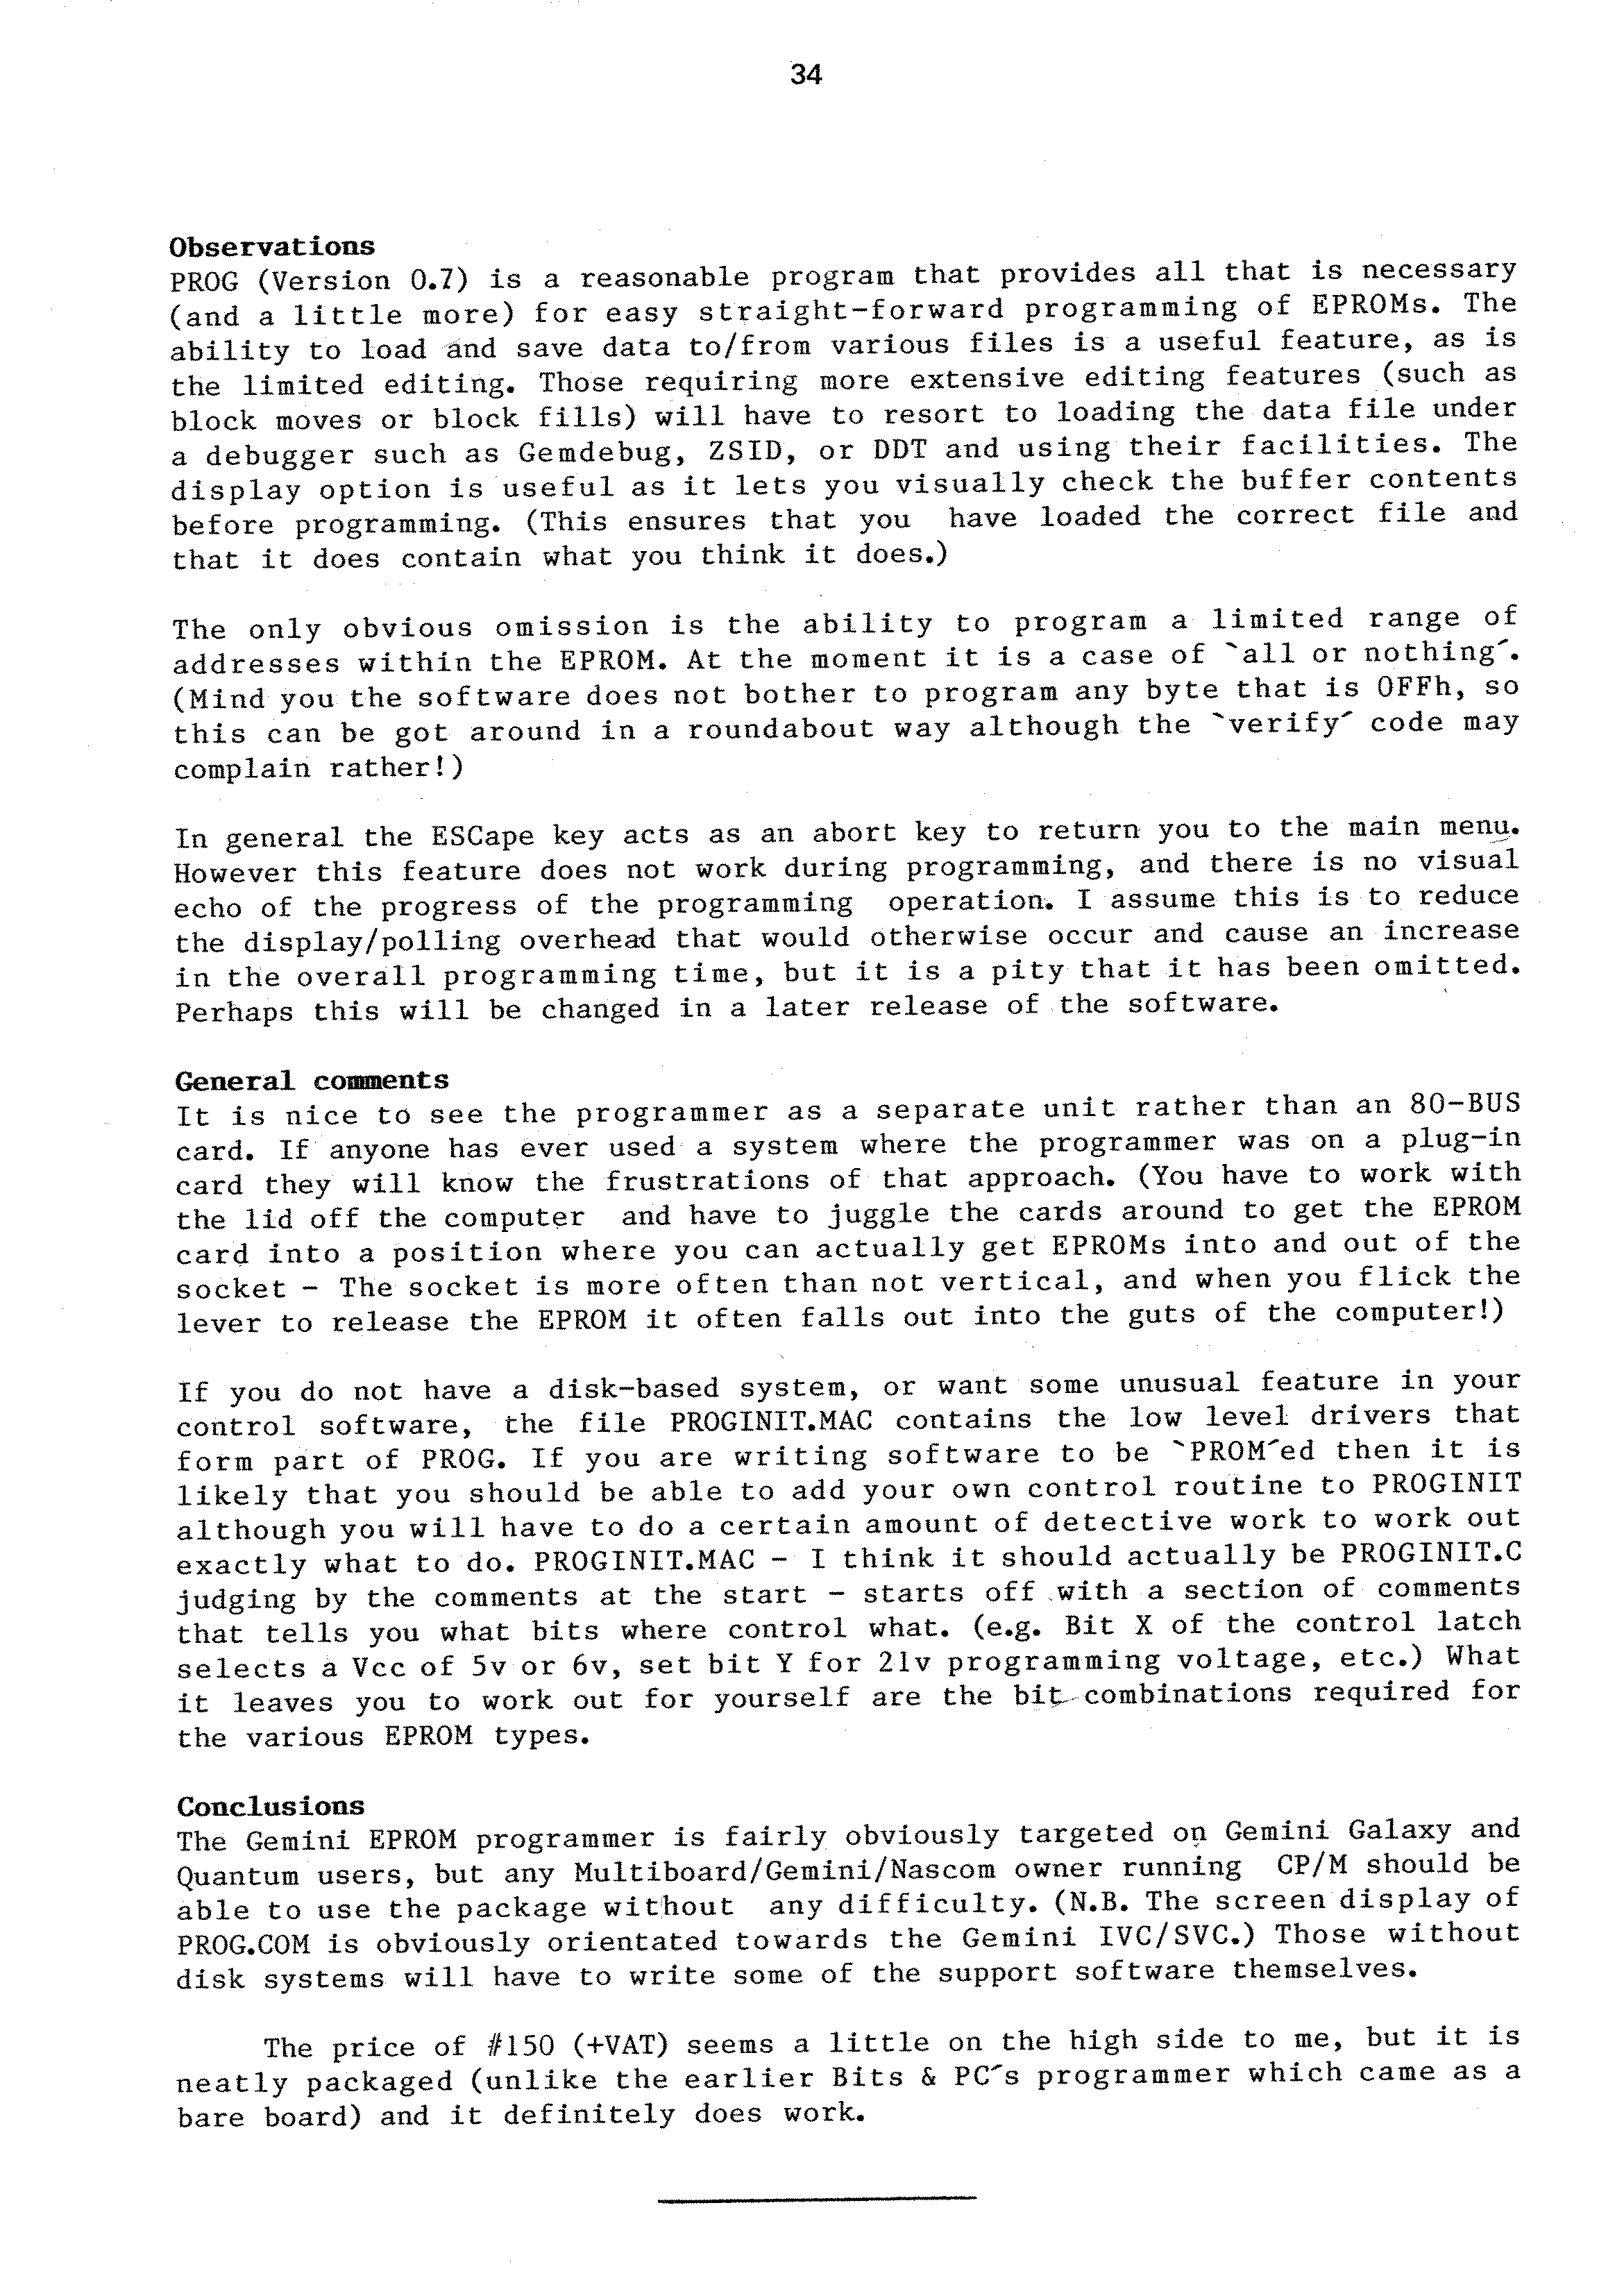 34
Observations
PROG (Version 0.7) is a reasonable program that provides all that is necessary
(and a little more) for easy straight-forward programming of EPROMs. The
ability to load and save data to/from various files is a useful feature, as is
the limited editing. Those requiring more extensive editing features (such as
block moves or block fills) will have to resort to loading the data file under
a debugger such as Gemdebug, ZSID, or DDT and using their facilities. The
display option is useful as it lets you visually check the buffer contents
before programming. (This ensures that you  have loaded the correct file and
that it does contain what you think it does.)
The only obvious omission is the ability to program a limited range of
addresses within the EPROM. At the moment it is a case of `all or nothing´.
(Mind you the software does not bother to program any byte that is 0FFh, so
this can be got around in a roundabout way although the `verify´ code may
complain rather!)
In general the ESCape key acts as an abort key to return you to the main menu.
However this feature does not work during programming, and there is no visual
echo of the progress of the programming  operation. I assume this is to reduce
the display/polling overhead that would otherwise occur and cause an increase
in the overall programming time, but it is a pity that it has been omitted.
Perhaps this will be changed in a later release of the software.
General comments
It is nice to see the programmer as a separate unit rather than an 80-BUS
card. If anyone has ever used a system where the programmer was on a plug-in
card they will know the frustrations of that approach. (You have to work with
the lid off the computer  and have to juggle the cards around to get the EPROM
card into a position where you can actually get EPROMs into and out of the
socket - The socket is more often than not vertical, and when you flick the
lever to release the EPROM it often falls out into the guts of the computer!)
If you do not have a disk-based system, or want some unusual feature in your
control software, the file PROGINIT.MAC contains the low level drivers that
form part of PROG. If you are writing software to be `PROM´ed then it is
likely that you should be able to add your own control routine to PROGINIT
although you will have to do a certain amount of detective work to work out
exactly what to do. PROGINIT.MAC - I think it should actually be PROGINIT.C
judging by the comments at the start - starts off with a section of comments
that tells you what bits where control what. (e.g. Bit X of the control latch
selects a Vcc of 5v or 6v, set bit Y for 21v programming voltage, etc.) What
it leaves you to work out for yourself are the bit combinations required for
the various EPROM types.
Conclusions
The Gemini EPROM programmer is fairly obviously targeted on Gemini Galaxy and
Quantum users, but any Multiboard/Gemini/Nascom owner running  CP/M should be
able to use the package without  any difficulty. (N.B. The screen display of
PROG.COM is obviously orientated towards the Gemini IVC/SVC.) Those without
disk systems will have to write some of the support software themselves.
The price of #150 (+VAT) seems a little on the high side to me, but it is
neatly packaged (unlike the earlier Bits & PC´s programmer which came as a
bare board) and it definitely does work.